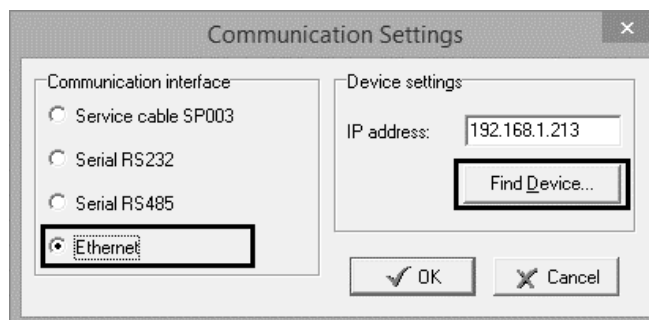 Communication Settings
Communication interface
Service cable SP003
Serial RS232
Serial RS485
Ethernet
Device settings
IP address: 192.168.1.213
Find Device...
OK
Cancel